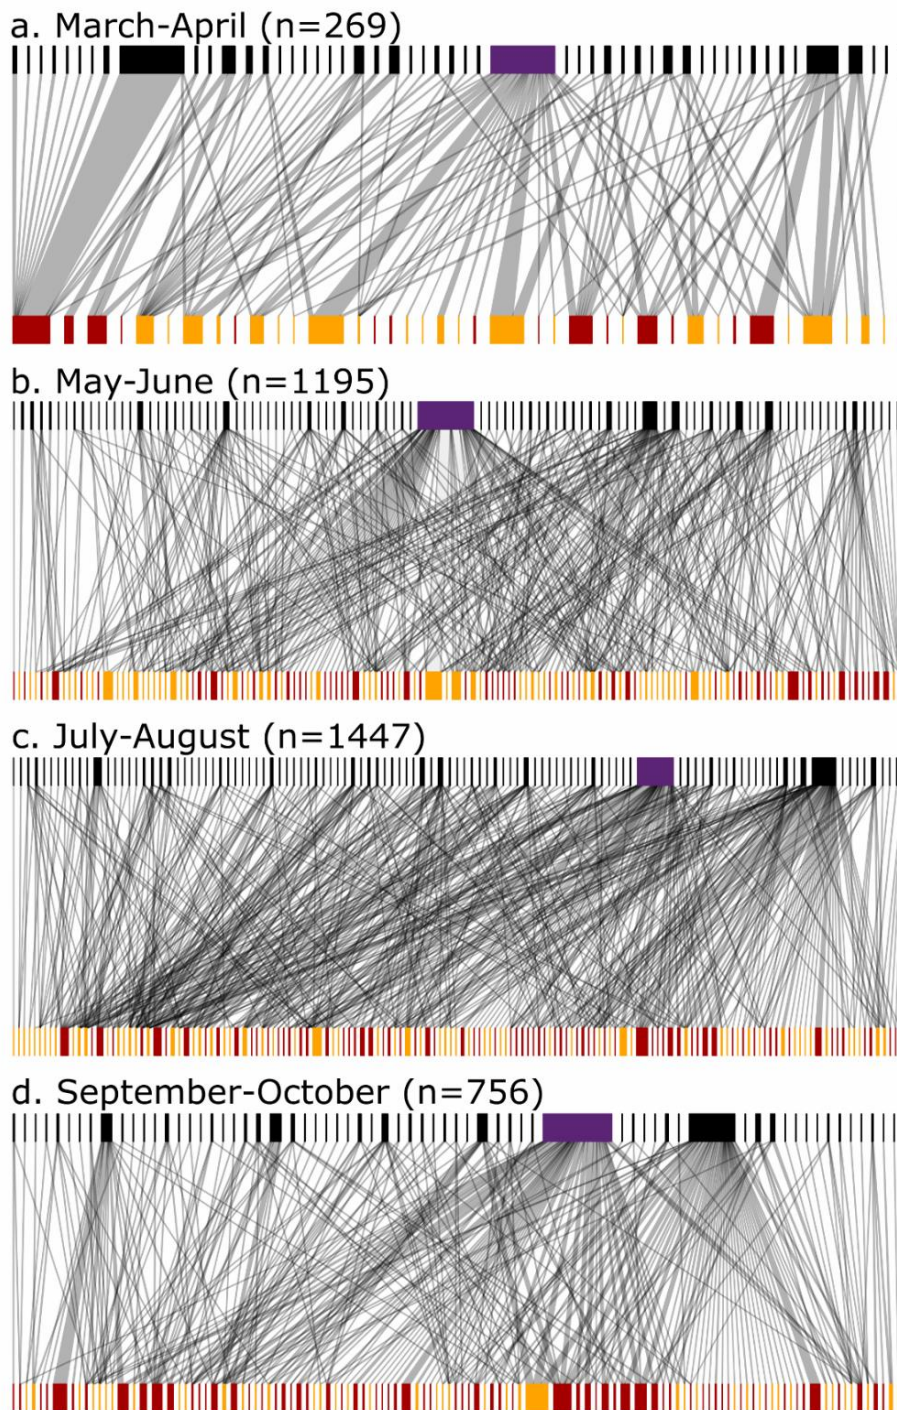 a. March-April (n=269)
b. May-June (n=1195)
c. July-August (n=1447)
d. September-October (n=756)